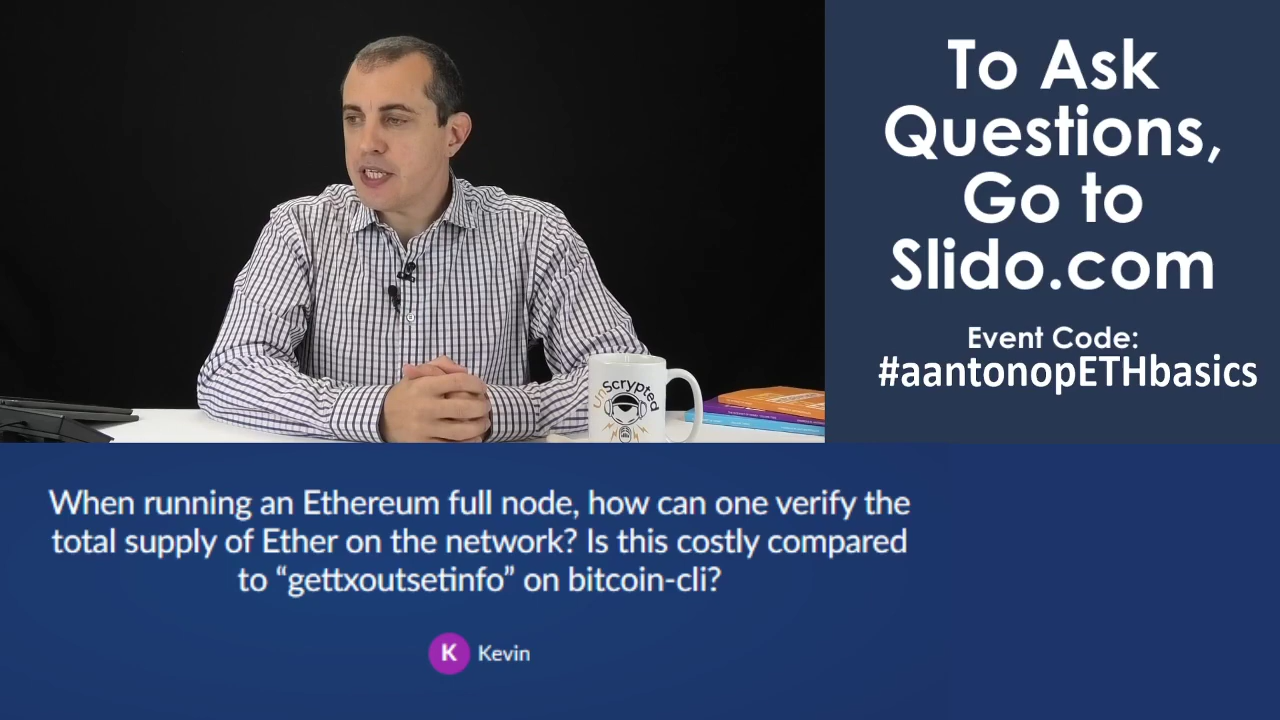 To Ask
Questions,
Go to
Slido.com
Event Code:
#aantonopETHbasics
UnScrypted
When running an Ethereum full node, how can one verify the
total supply of Ether on the network? Is this costly compared
to “gettxoutsetinfo” on bitcoin-cli?
K Kevin